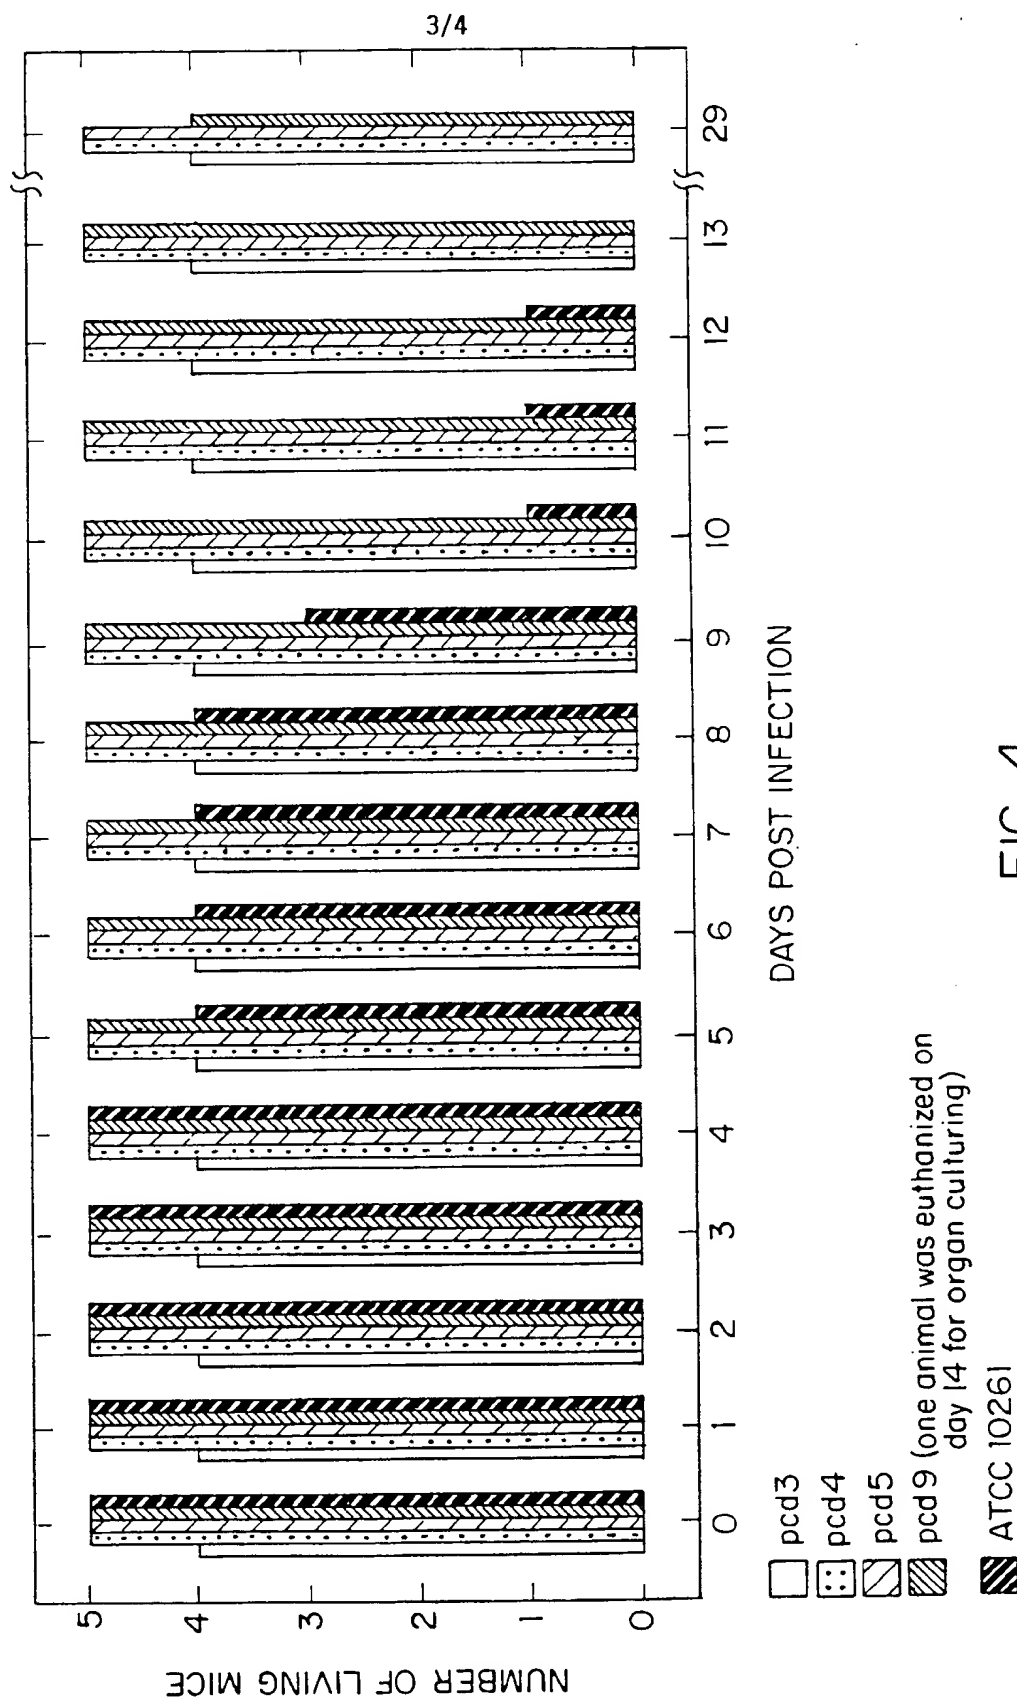 3/4
NUMBER OF LIVING MICE
5
4
3
2
1
0
0 1 2 3 4 5 6 7 8 9 10 11 12 13 29
DAYS POST INFECTION
pcd3
pcd4
pcd5
pcd9 (one animal was euthanized on
day 14 for organ culturing)
ATCC 10261
FIG. 4